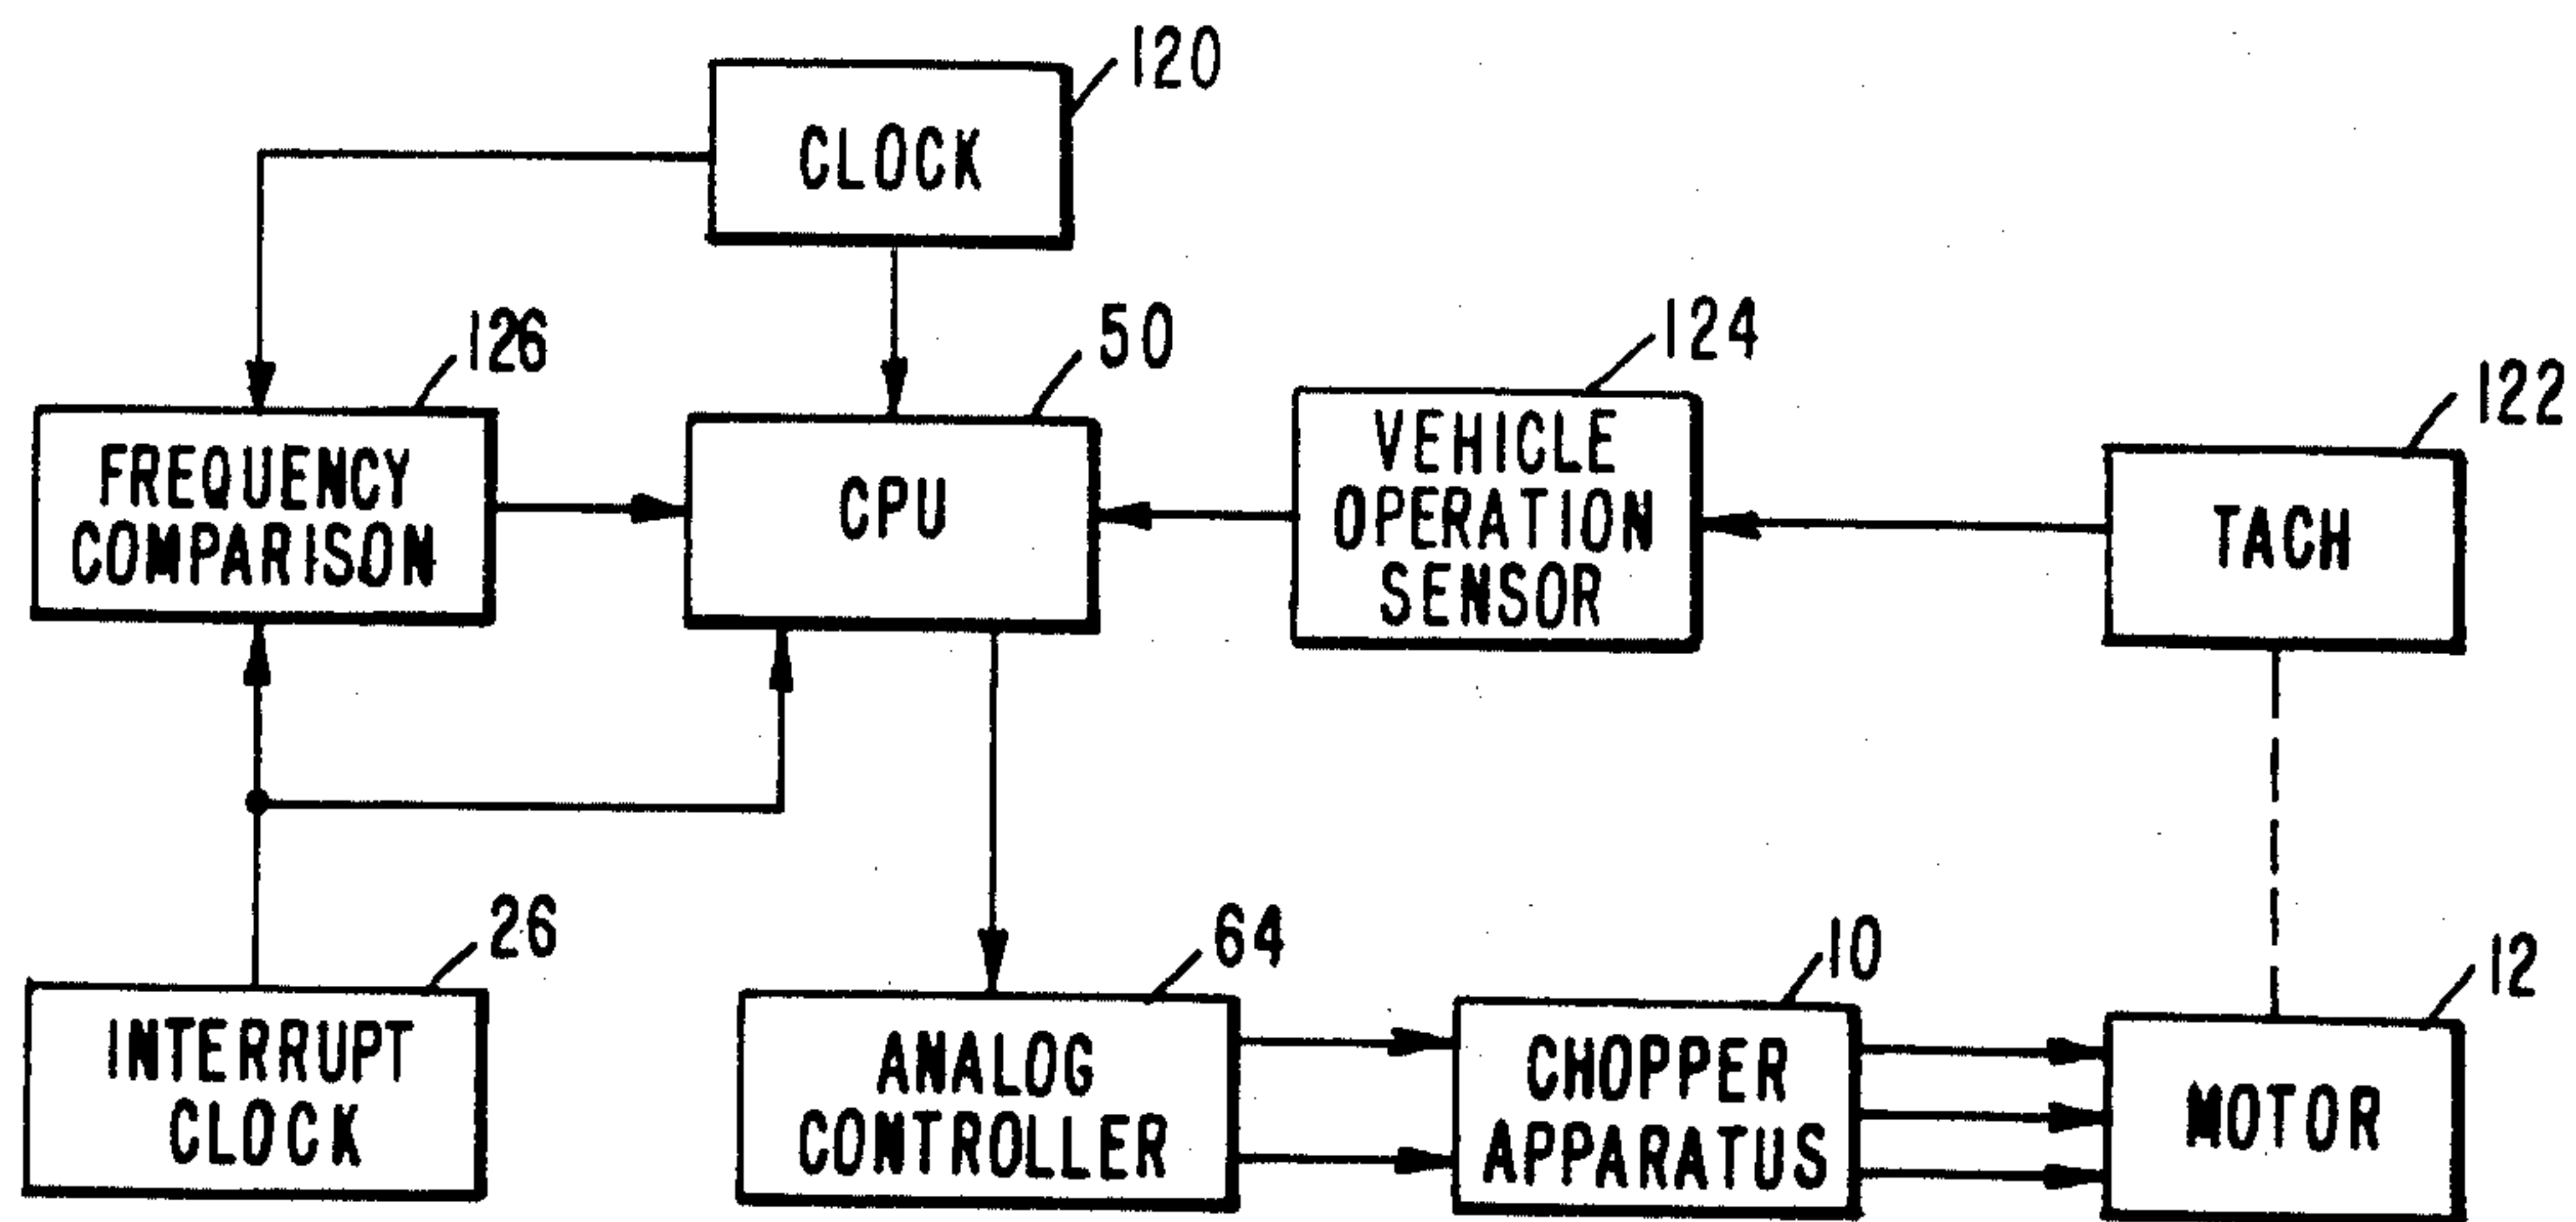 120
CLOCK
126
FREQUENCY
COMPARISON
50
CPU
124
VEHICLE
OPERATION
SENSOR
122
TACH
26
INTERRUPT
CLOCK
64
ANALOG
CONTROLLER
10
CHOPPER
APPARATUS
12
MOTOR